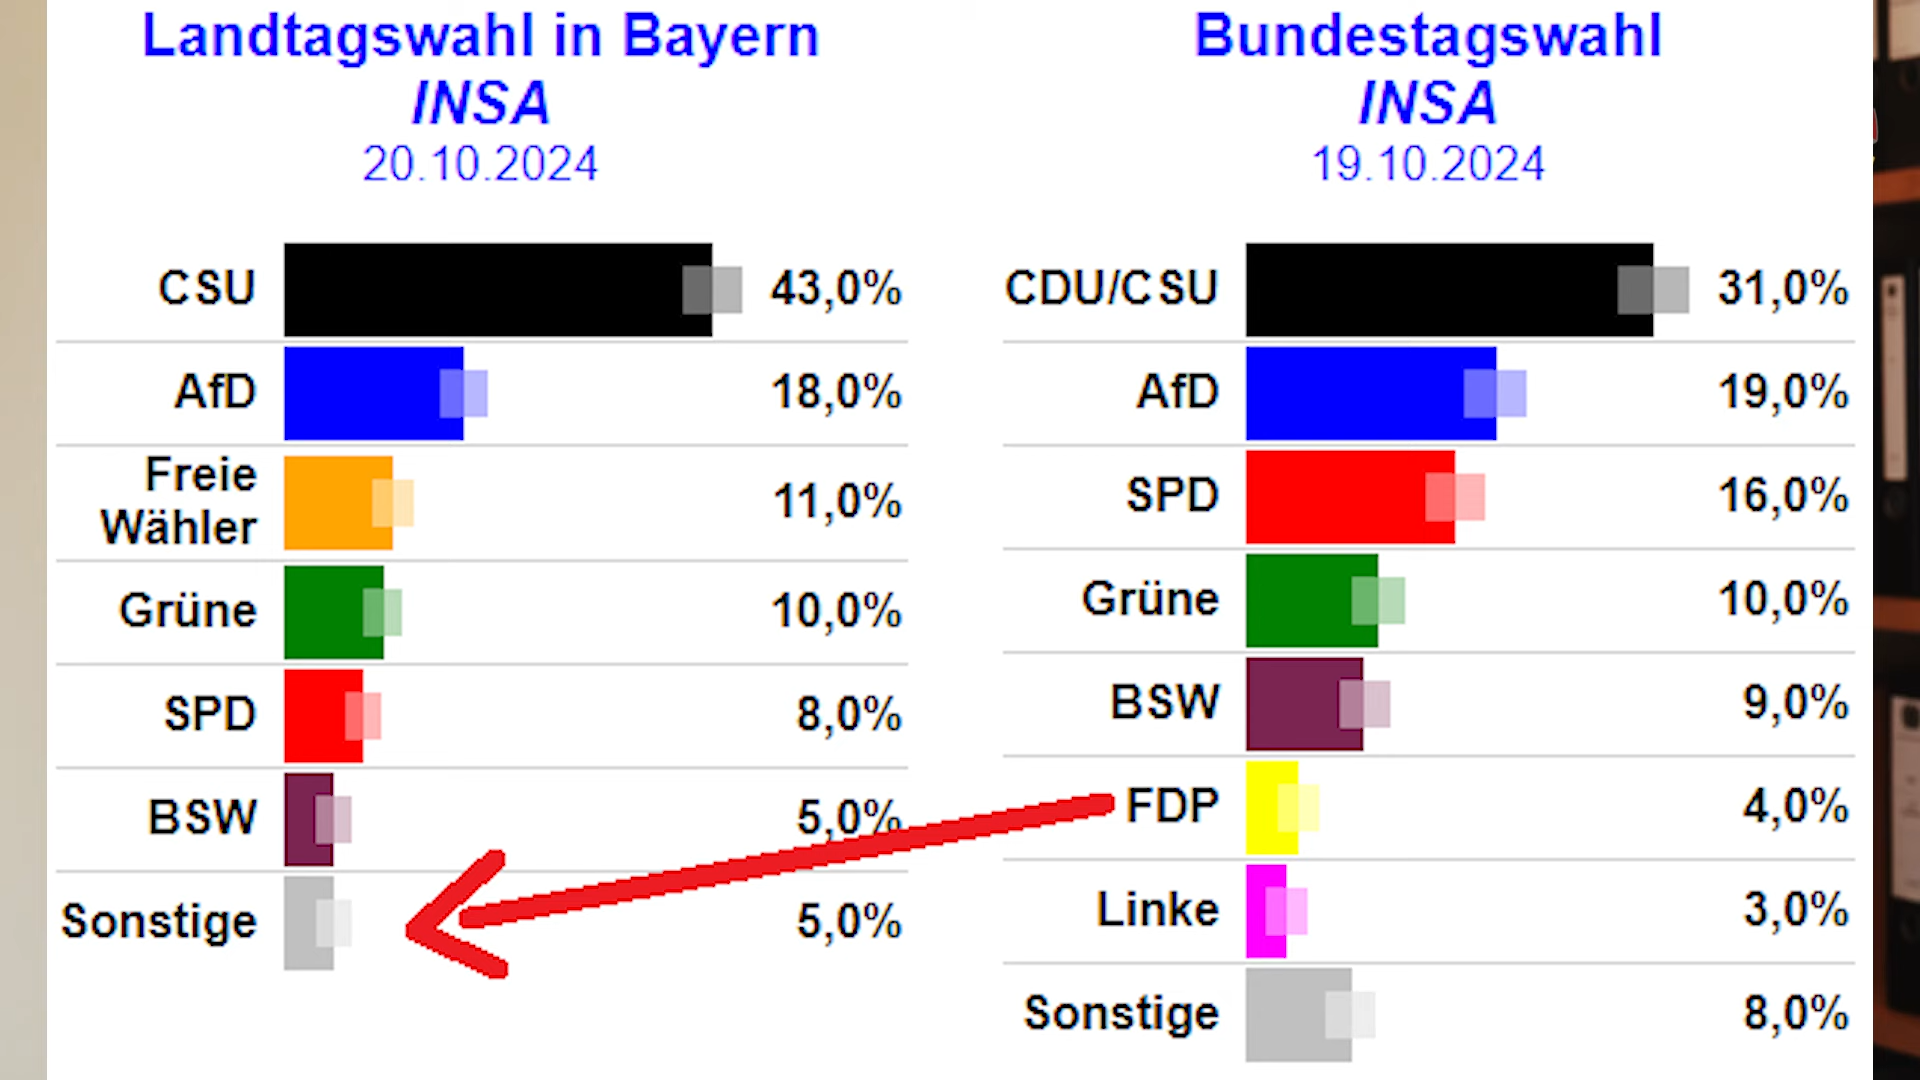 Landtagswahl in Bayern
INSA
20.10.2024
CSU 43,0%
AfD 18,0%
Freie
Wähler 11,0%
Grüne 10,0%
SPD 8,0%
BSW 5,0%
Sonstige 5,0%
Bundestagswahl
INSA
19.10.2024
CDU/CSU 31,0%
AfD 19,0%
SPD 16,0%
Grüne 10,0%
BSW 9,0%
FDP 4,0%
Linke 3,0%
Sonstige 8,0%